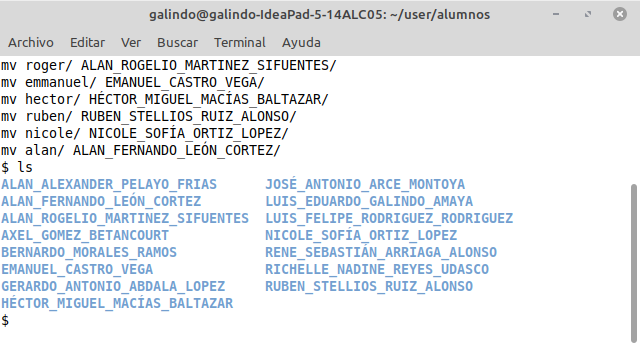 galindo@galindo-IdeaPad-5-14ALC05: ~/user/alumnos
Archivo Editar Ver Buscar Terminal Ayuda
mv roger/ ALAN_ROGELIO_MARTINEZ_SIFUENTES/
mv emmanuel/ EMANUEL_CASTRO_VEGA/
mv hector/ HÉCTOR_MIGUEL_MACÍAS_BALTAZAR/
mv ruben/ RUBEN_STELLIOS_RUIZ_ALONSO/
mv nicole/ NICOLE_SOFÍA_ORTIZ_LOPEZ/
mv alan/ ALAN_FERNANDO_LEÓN_CORTEZ/
$ ls
ALAN_ALEXANDER_PELAYO_FRIAS JOSÉ_ANTONIO_ARCE_MONTOYA
ALAN_FERNANDO_LEÓN_CORTEZ LUIS_EDUARDO_GALINDO_AMAYA
ALAN_ROGELIO_MARTINEZ_SIFUENTES LUIS_FELIPE_RODRIGUEZ_RODRIGUEZ
AXEL_GOMEZ_BETANCOURT NICOLE_SOFÍA_ORTIZ_LOPEZ
BERNARDO_MORALES_RAMOS RENE_SEBASTIÁN_ARRIAGA_ALONSO
EMANUEL_CASTRO_VEGA RICHELLE_NADINE_REYES_UDASCO
GERARDO_ANTONIO_ABDALA_LOPEZ RUBEN_STELLIOS_RUIZ_ALONSO
HÉCTOR_MIGUEL_MACÍAS_BALTAZAR
$